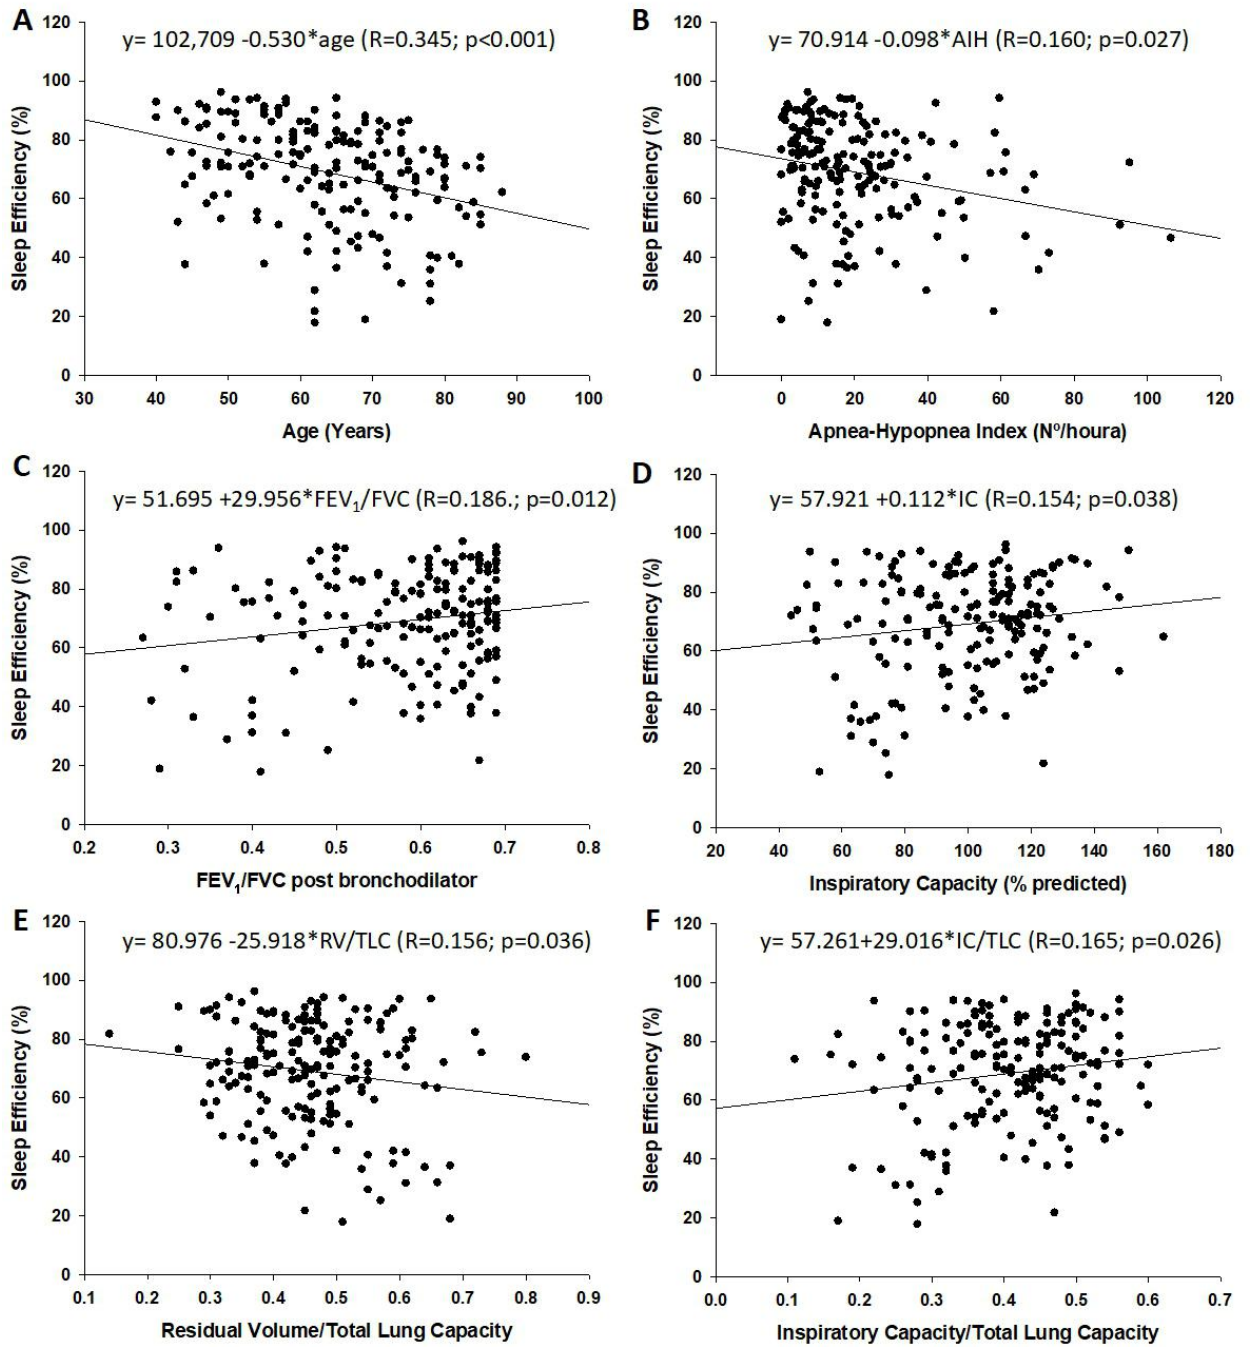 A
y= 102,709 -0.530*age (R=0.345; p<0.001)
Sleep Efficiency (%)
120
100
80
60
40
20
0
30 40 50 60 70 80 90 100
Age (Years)
B
y= 70.914 -0.098*AIH (R=0.160; p=0.027)
Sleep Efficiency (%)
120
100
80
60
40
20
0
0 20 40 60 80 100 120
Apnea-Hypopnea Index (Nº/houra)
C
y= 51.695 +29.956*FEV₁/FVC (R=0.186.; p=0.012)
Sleep Efficiency (%)
120
100
80
60
40
20
0
0.2 0.3 0.4 0.5 0.6 0.7 0.8
FEV₁/FVC post bronchodilator
D
y= 57.921 +0.112*IC (R=0.154; p=0.038)
Sleep Efficiency (%)
120
100
80
60
40
20
0
20 40 60 80 100 120 140 160 180
Inspiratory Capacity (% predicted)
E
y= 80.976 -25.918*RV/TLC (R=0.156; p=0.036)
Sleep Efficiency (%)
120
100
80
60
40
20
0
0.1 0.2 0.3 0.4 0.5 0.6 0.7 0.8 0.9
Residual Volume/Total Lung Capacity
F
y= 57.261+29.016*IC/TLC (R=0.165; p=0.026)
Sleep Efficiency (%)
120
100
80
60
40
20
0
0.0 0.1 0.2 0.3 0.4 0.5 0.6 0.7
Inspiratory Capacity/Total Lung Capacity